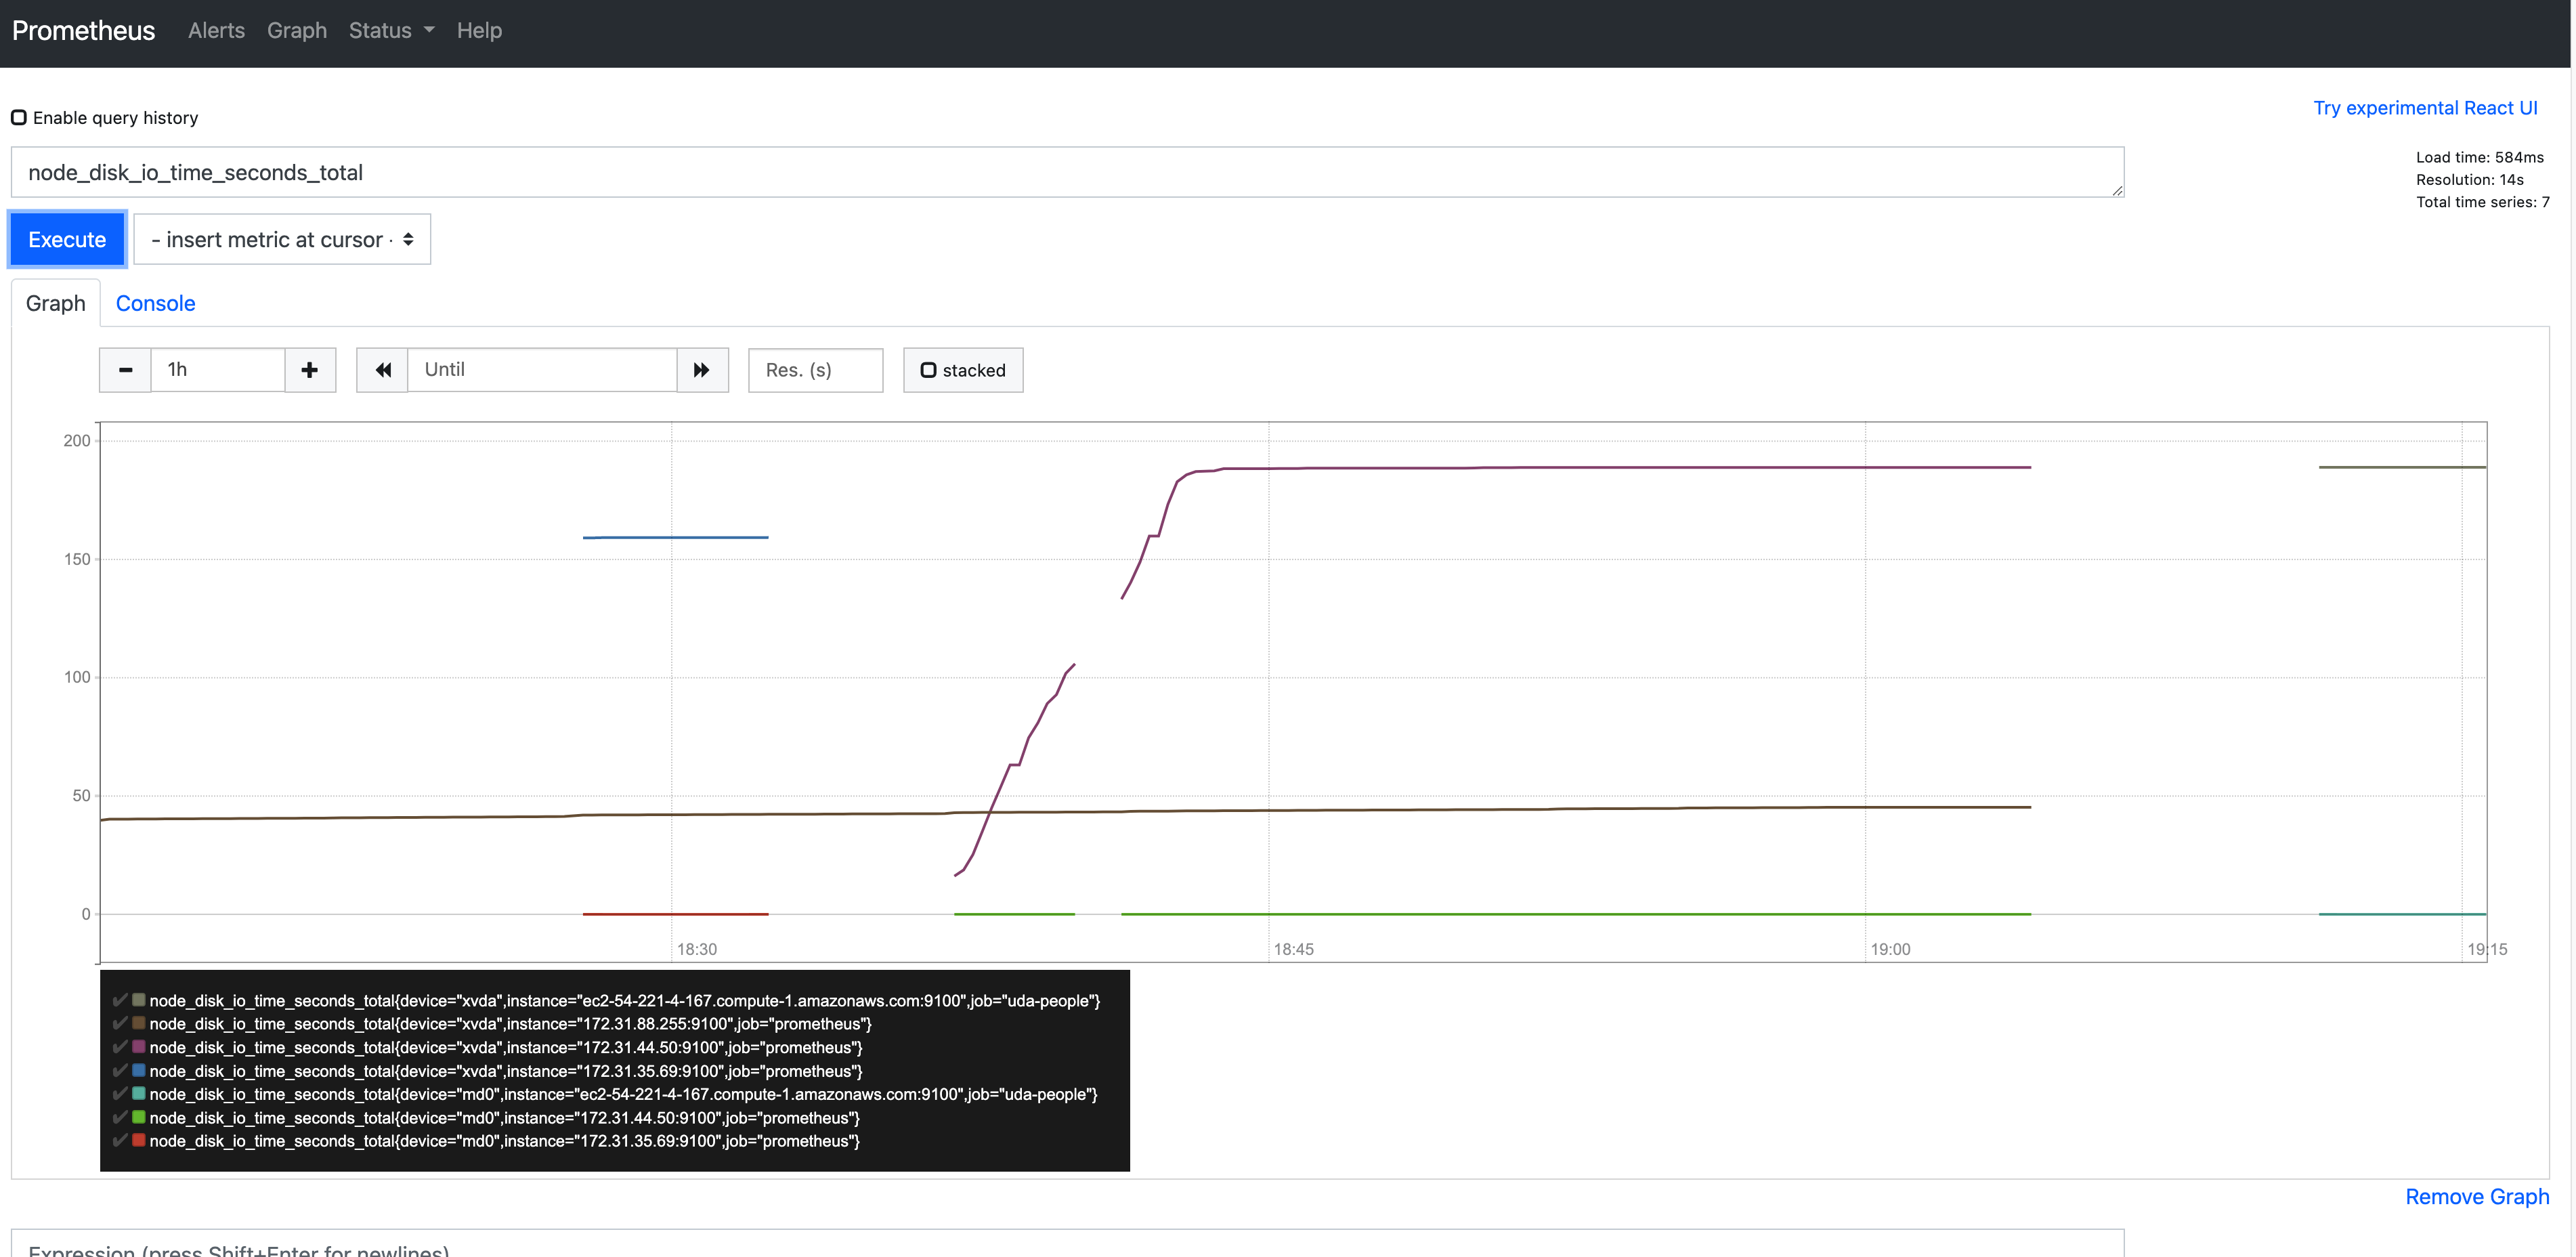 Prometheus Alerts Graph Status Help
Enable query history
Try experimental React UI
node_disk_io_time_seconds_total
Load time: 584ms
Resolution: 14s
Total time series: 7
Execute - insert metric at cursor -
Graph Console
1h Until Res. (s) stacked
200
150
100
50
0
18:30 18:45 19:00 19:15
node_disk_io_time_seconds_total{device="xvda",instance="ec2-54-221-4-167.compute-1.amazonaws.com:9100",job="uda-people"}
node_disk_io_time_seconds_total{device="xvda",instance="172.31.88.255:9100",job="prometheus"}
node_disk_io_time_seconds_total{device="xvda",instance="172.31.44.50:9100",job="prometheus"}
node_disk_io_time_seconds_total{device="xvda",instance="172.31.35.69:9100",job="prometheus"}
node_disk_io_time_seconds_total{device="md0",instance="ec2-54-221-4-167.compute-1.amazonaws.com:9100",job="uda-people"}
node_disk_io_time_seconds_total{device="md0",instance="172.31.44.50:9100",job="prometheus"}
node_disk_io_time_seconds_total{device="md0",instance="172.31.35.69:9100",job="prometheus"}
Remove Graph
Expression (press Shift+Enter for newlines)